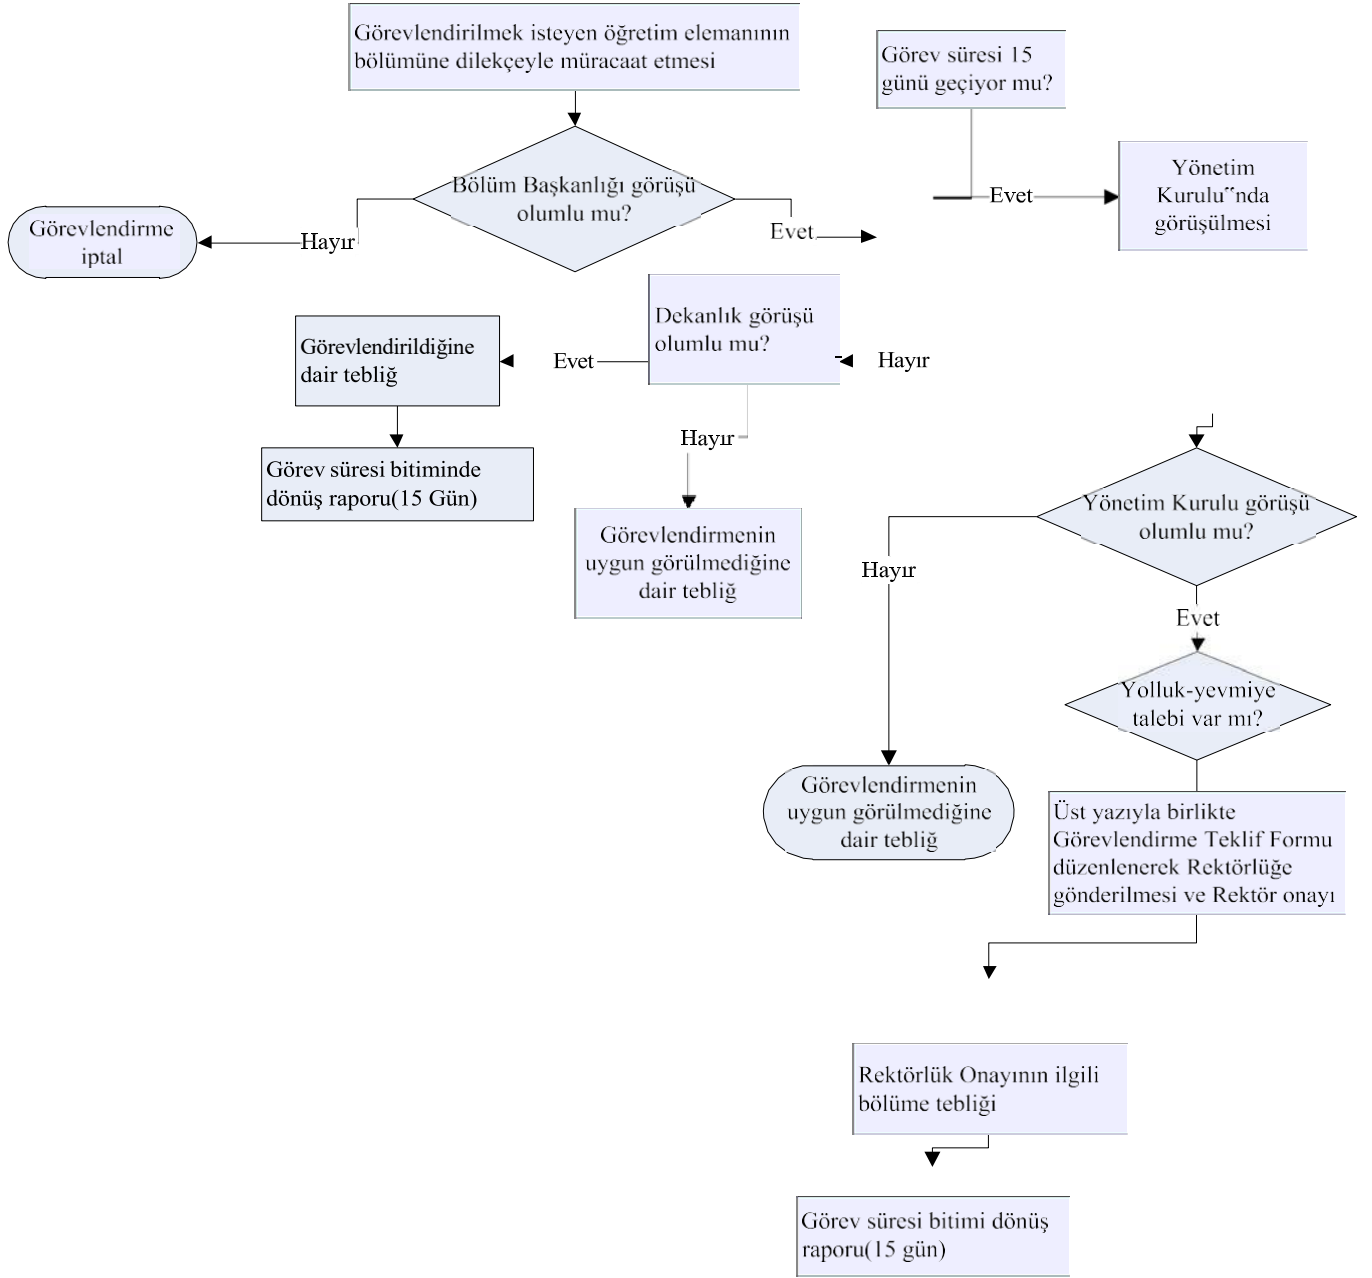 Görevlendirilmek isteyen öğretim elemanının
bölümüne dilekçeyle müracaat etmesi
Görev süresi 15
günü geçiyor mu?
Bölüm Başkanlığı görüşü
olumlu mu?
Yönetim
Kurulu‟nda
görüşülmesi
Evet
Evet
Hayır
Görevlendirme
iptal
Dekanlık görüşü
olumlu mu?
Hayır
Evet
Görevlendirildiğine
dair tebliğ
Hayır
Görev süresi bitiminde
dönüş raporu(15 Gün)
Görevlendirmenin
uygun görülmediğine
dair tebliğ
Yönetim Kurulu görüşü
olumlu mu?
Hayır
Evet
Yolluk-yevmiye
talebi var mı?
Görevlendirmenin
uygun görülmediğine
dair tebliğ
Üst yazıyla birlikte
Görevlendirme Teklif Formu
düzenlenerek Rektörlüğe
gönderilmesi ve Rektör onayı
Rektörlük Onayının ilgili
bölüme tebliği
Görev süresi bitimi dönüş
raporu(15 gün)